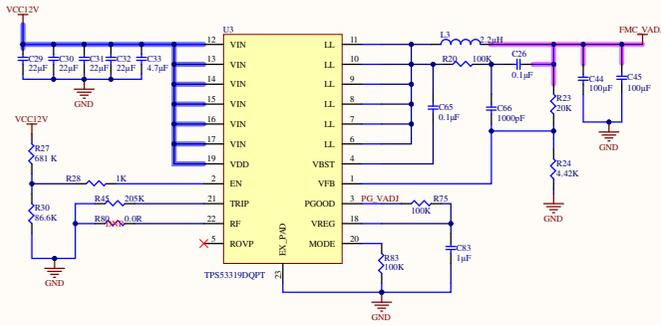 VCC12V
U3
C29
22µF
C30
22µF
C31
22µF
C32
22µF
C33
4.7µF
GND
12 VIN
13 VIN
14 VIN
15 VIN
16 VIN
17 VIN
19 VDD
2 EN
21 TRIP
22 RF
5 ROVP
LL 11
LL 10
LL 9
LL 8
LL 7
LL 6
VBST 4
VFB 1
PGOOD 3
VREG 18
MODE 20
EX_PAD
23
TPS53319DQPT
VCC12V
R27
681 K
R28 1K
R30
86.6K
R45 205K
R80 0.0R
GND
L3
2.2µH
FMC_VADJ
R20 100K
C26
0.1µF
C65
0.1µF
C66
1000pF
R23
20K
R24
4.42K
GND
C44
100µF
C45
100µF
GND
PG_VADJ
R75
100K
R83
100K
C83
1µF
GND